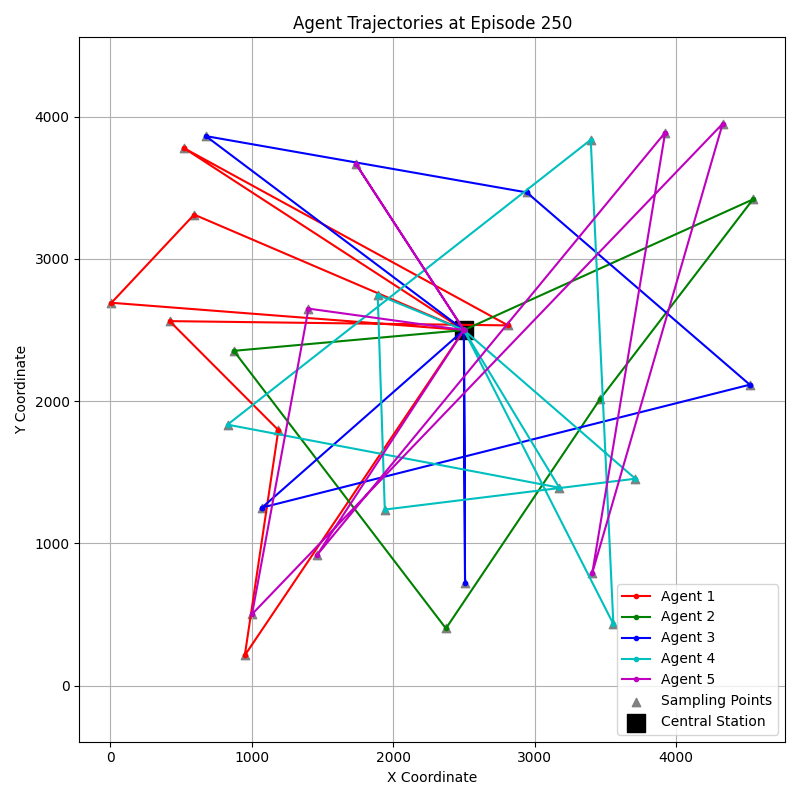 Agent Trajectories at Episode 250
Y Coordinate
4000
3000
2000
1000
0
0 1000 2000 3000 4000
X Coordinate
Agent 1
Agent 2
Agent 3
Agent 4
Agent 5
Sampling Points
Central Station